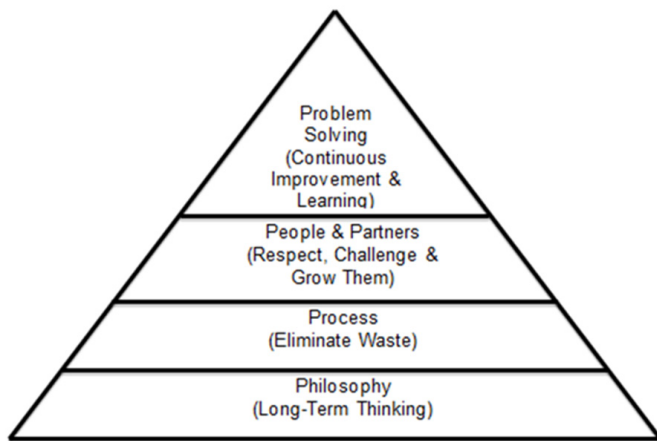 Problem
Solving
(Continuous
Improvement &
Learning)
People & Partners
(Respect, Challenge &
Grow Them)
Process
(Eliminate Waste)
Philosophy
(Long-Term Thinking)